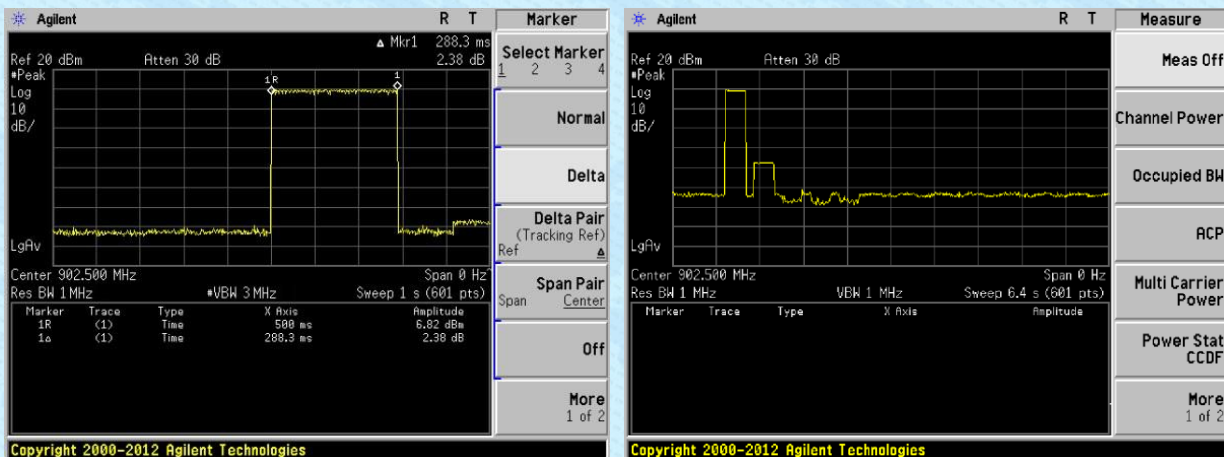 Agilent R T
Δ Mkr1 288.3 ms
Ref 20 dBm Atten 30 dB 2.38 dB
#Peak
Log
10
dB/
1R
1
LgAv
Center 902.500 MHz Span 0 Hz
Res BW 1 MHz #VBW 3 MHz Sweep 1 s (601 pts)
Marker Trace Type X Axis Amplitude
1R (1) Time 500 ms 6.82 dBm
1Δ (1) Time 288.3 ms 2.38 dB
Copyright 2000-2012 Agilent Technologies
Marker
Select Marker
1 2 3 4
Normal
Delta
Delta Pair
(Tracking Ref)
Ref Δ
Span Pair
Span Center
Off
More
1 of 2
Agilent R T
Ref 20 dBm Atten 30 dB
#Peak
Log
10
dB/
LgAv
Center 902.500 MHz Span 0 Hz
Res BW 1 MHz VBW 1 MHz Sweep 6.4 s (601 pts)
Marker Trace Type X Axis Amplitude
Copyright 2000-2012 Agilent Technologies
Measure
Meas Off
Channel Power
Occupied BW
ACP
Multi Carrier
Power
Power Stat
CCDF
More
1 of 2